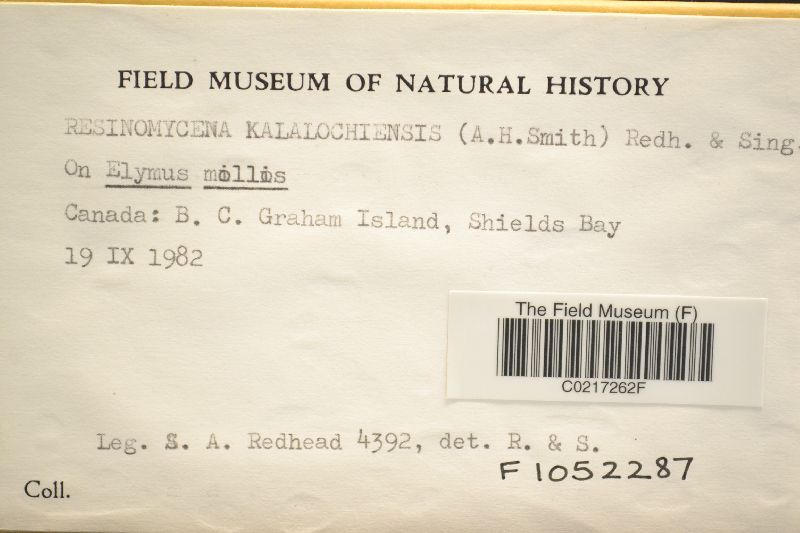 FIELD MUSEUM OF NATURAL HISTORY
RESINOMYCENA KALALOCHIENSIS (A.H.Smith) Redh. & Sing.
On Elymus mollis
Canada: B. C. Graham Island, Shields Bay
19 IX 1982
The Field Museum (F)
C0217262F
Leg. S. A. Redhead 4392, det. R. & S.
F1052287
Coll.